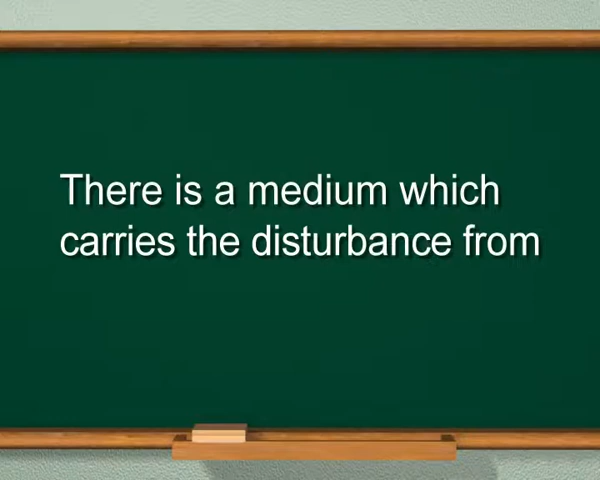 There is a medium which
carries the disturbance from